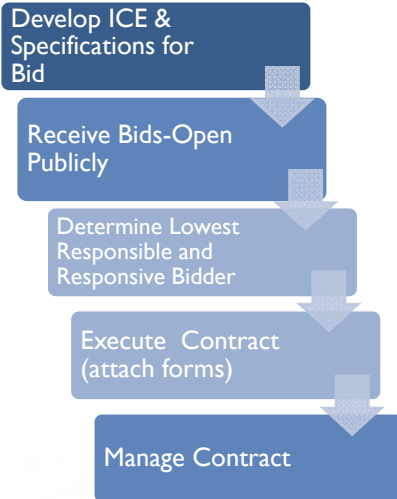 Develop ICE &
Specifications for
Bid
Receive Bids-Open
Publicly
Determine Lowest
Responsible and
Responsive Bidder
Execute Contract
(attach forms)
Manage Contract